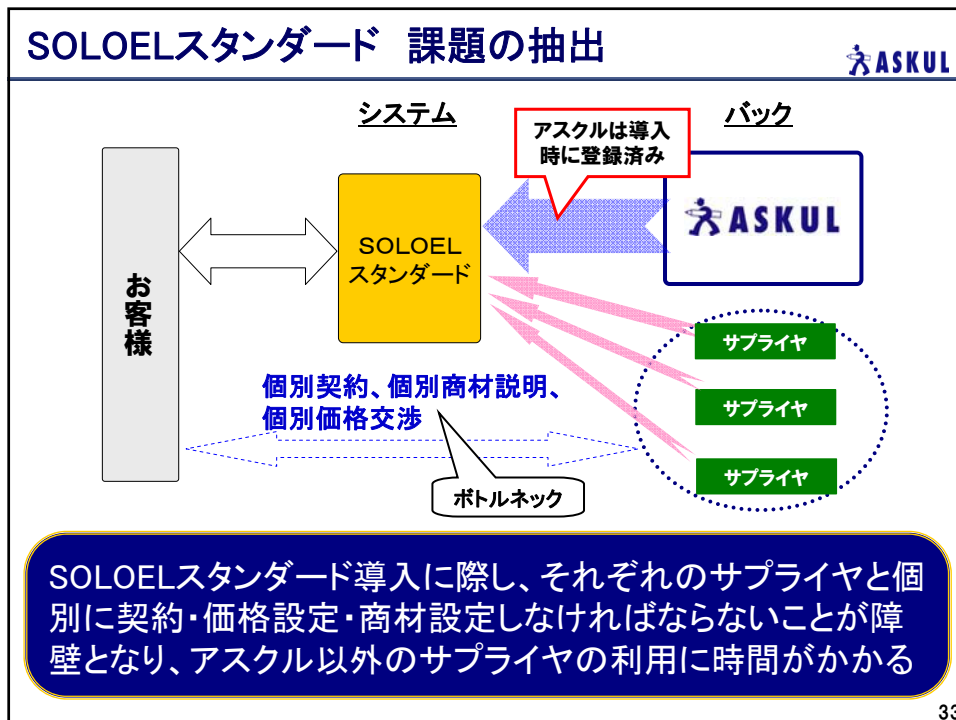 SOLOELスタンダード 課題の抽出
ASKUL
システム
バック
アスクルは導入
時に登録済み
ASKUL
お客様
SOLOEL
スタンダード
サプライヤ
サプライヤ
サプライヤ
個別契約、個別商材説明、
個別価格交渉
ボトルネック
SOLOELスタンダード導入に際し、それぞれのサプライヤと個
別に契約・価格設定・商材設定しなければならないことが障
壁となり、アスクル以外のサプライヤの利用に時間がかかる
33